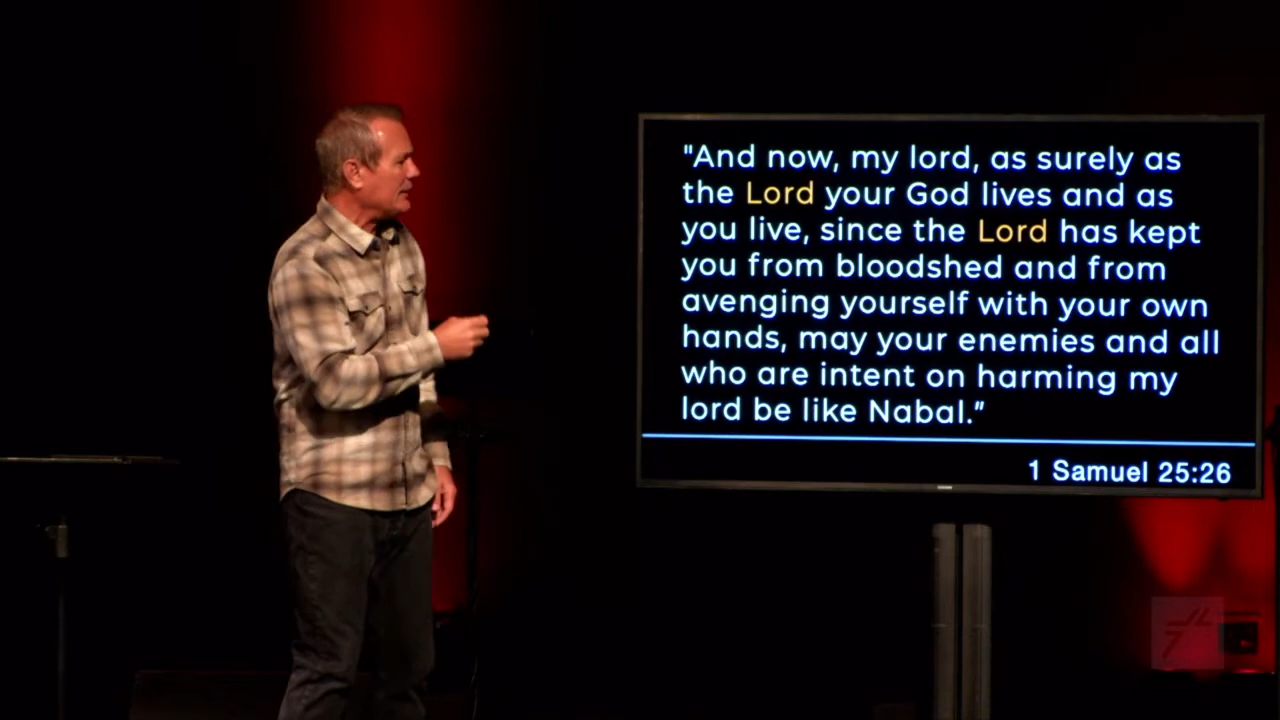 "And now, my lord, as surely as
the Lord your God lives and as
you live, since the Lord has kept
you from bloodshed and from
avenging yourself with your own
hands, may your enemies and all
who are intent on harming my
lord be like Nabal.”
1 Samuel 25:26